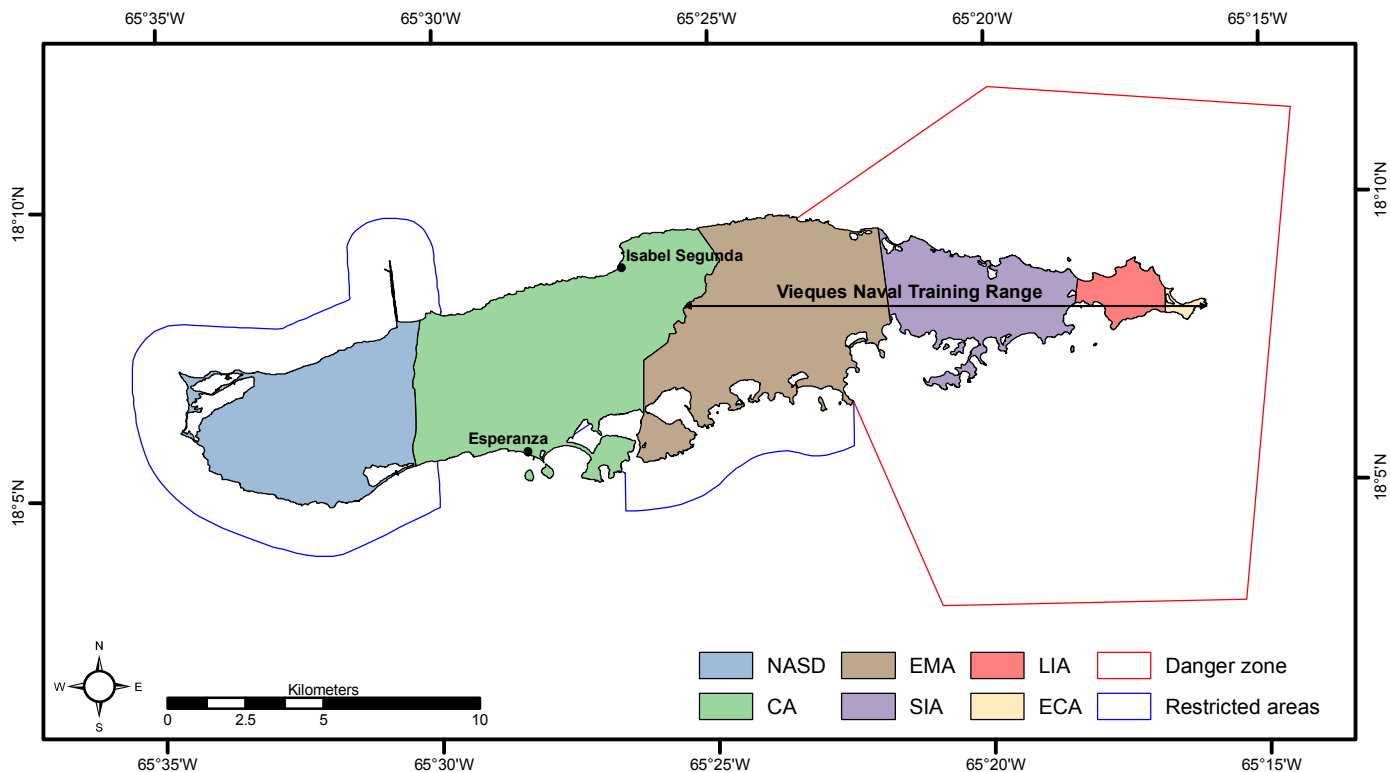 65°35'W 65°30'W 65°25'W 65°20'W 65°15'W
18°10'N 18°10'N
Isabel Segunda
Vieques Naval Training Range
Esperanza
18°5'N 18°5'N
N
W E
S
Kilometers
0 2.5 5 10
NASD EMA LIA Danger zone
CA SIA ECA Restricted areas
65°35'W 65°30'W 65°25'W 65°20'W 65°15'W